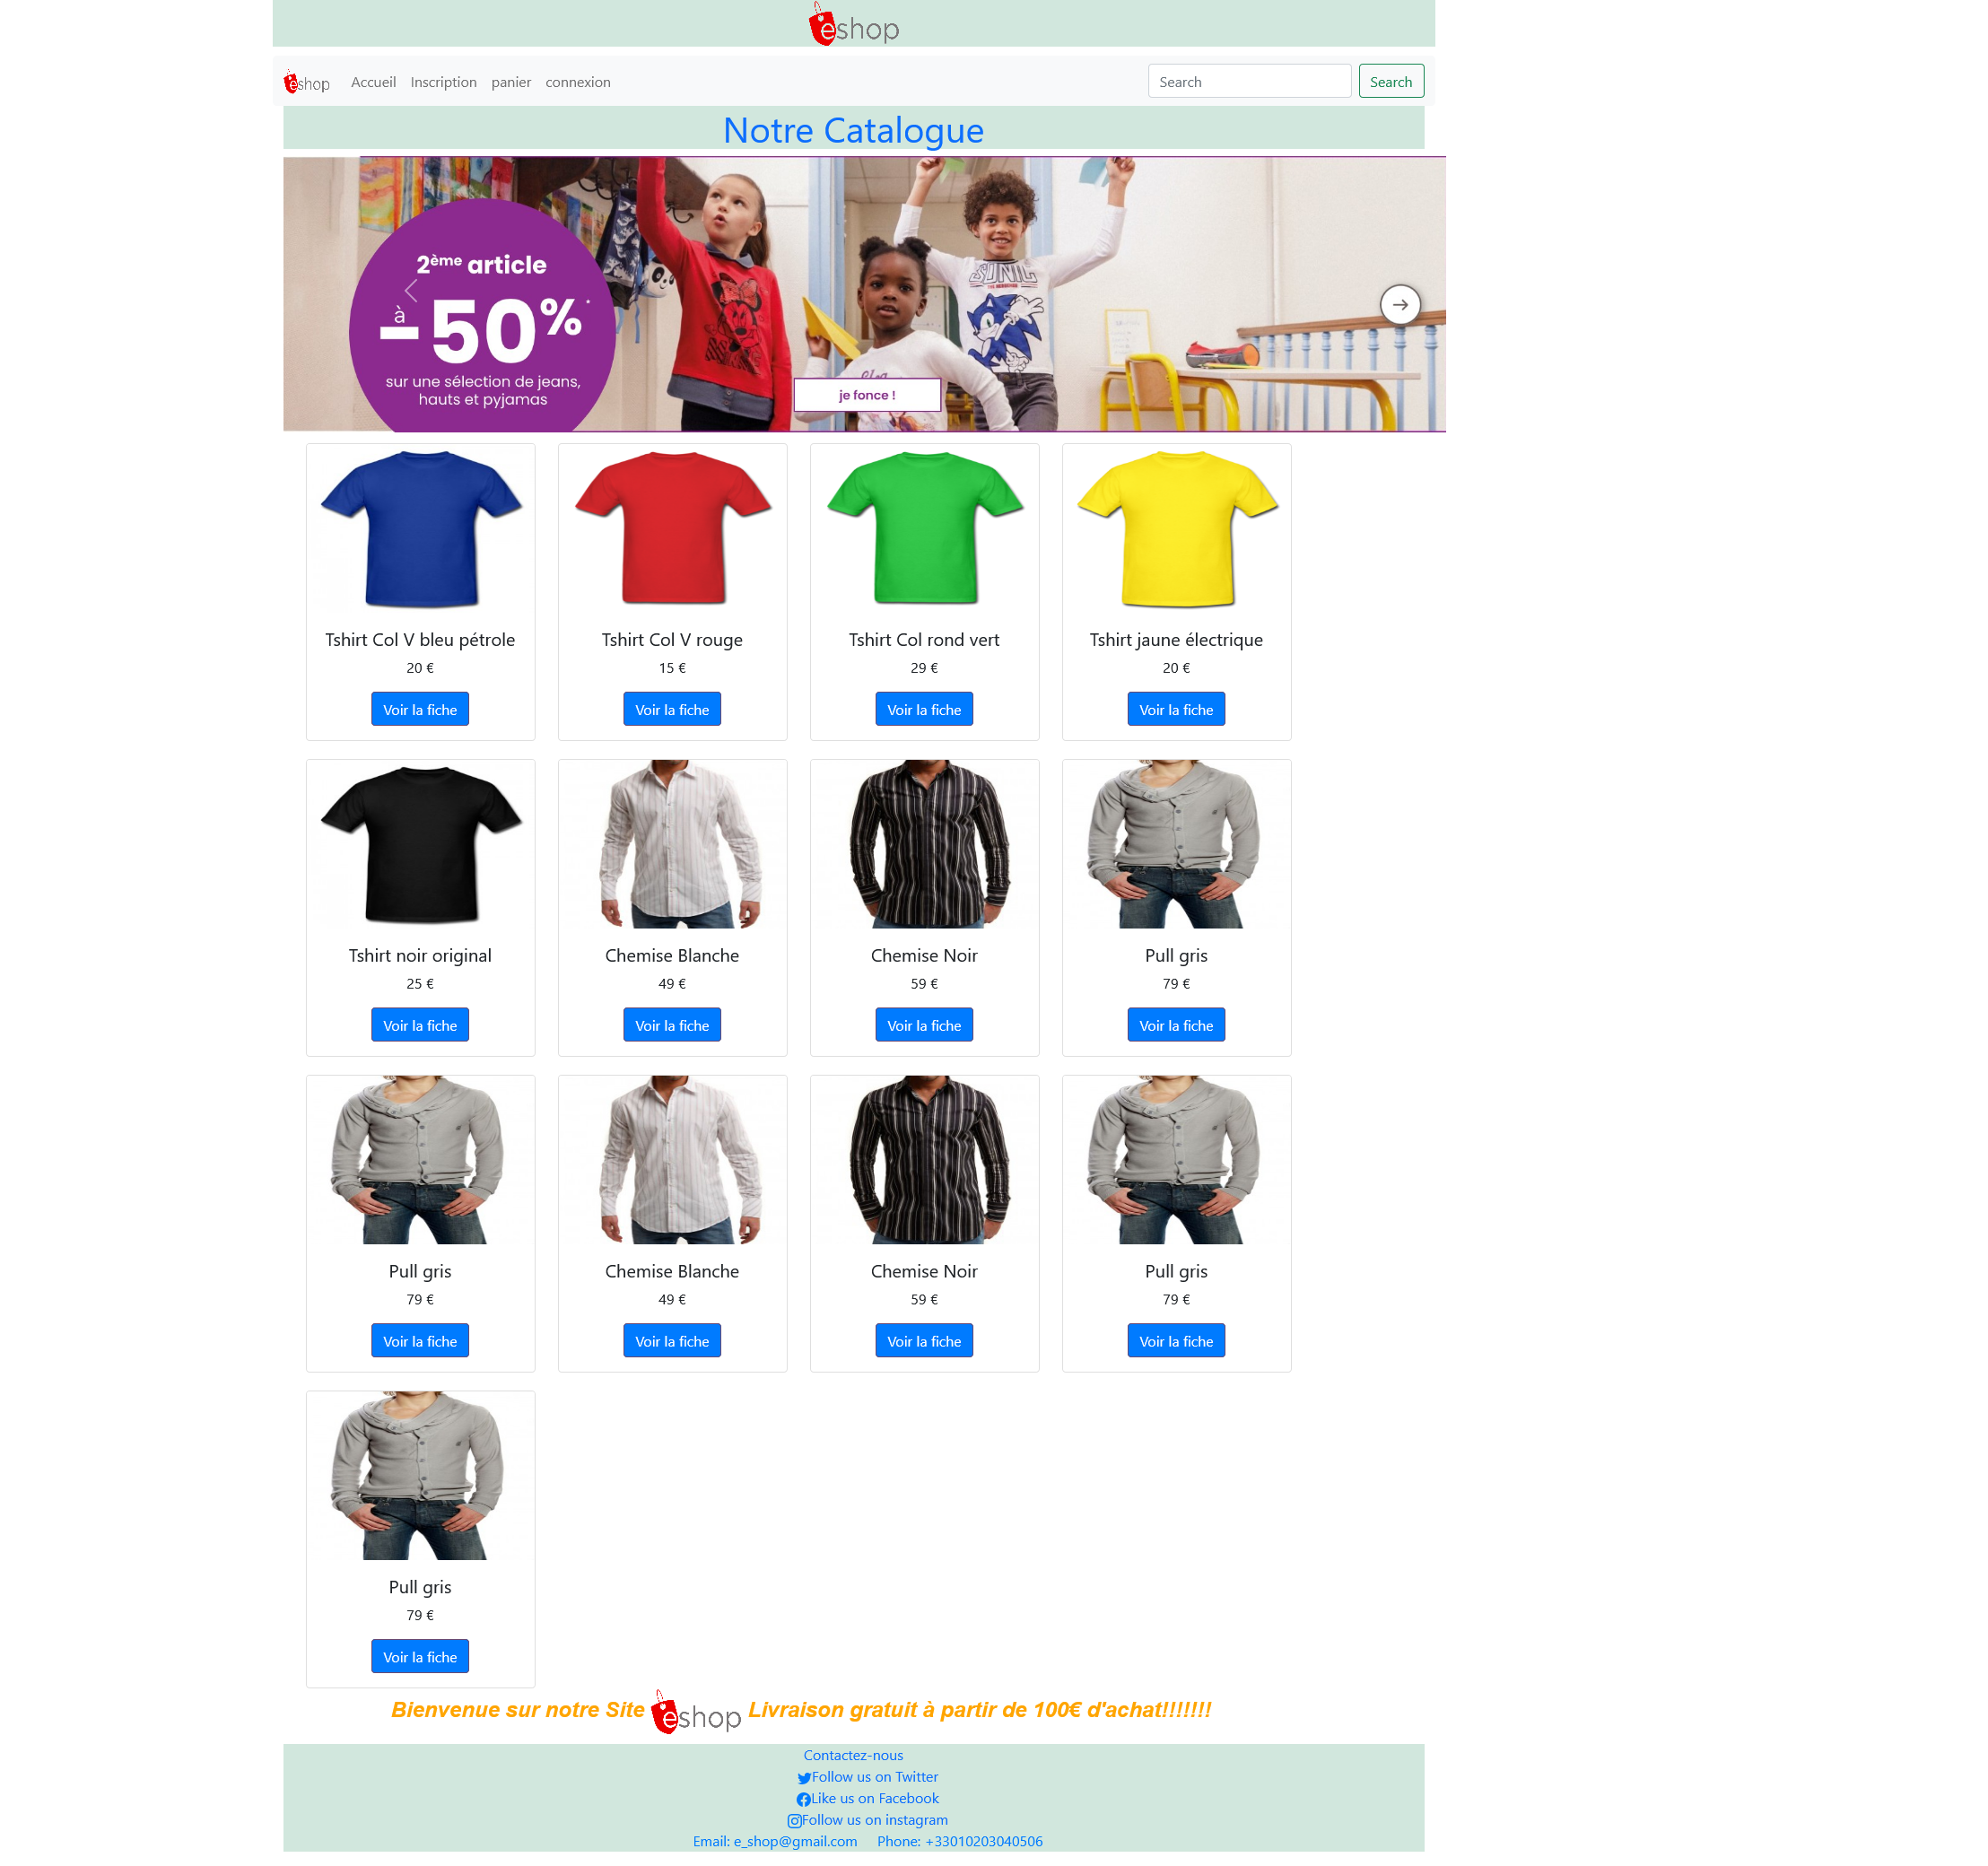 eshop
eshop Accueil Inscription panier connexion Search Search
Notre Catalogue
2ème article
à
-50%*
sur une sélection de jeans,
hauts et pyjamas
SONIC
THE HEDGEHOG
je fonce !
Tshirt Col V bleu pétrole
20 €
Voir la fiche
Tshirt Col V rouge
15 €
Voir la fiche
Tshirt Col rond vert
29 €
Voir la fiche
Tshirt jaune électrique
20 €
Voir la fiche
Tshirt noir original
25 €
Voir la fiche
Chemise Blanche
49 €
Voir la fiche
Chemise Noir
59 €
Voir la fiche
Pull gris
79 €
Voir la fiche
Pull gris
79 €
Voir la fiche
Chemise Blanche
49 €
Voir la fiche
Chemise Noir
59 €
Voir la fiche
Pull gris
79 €
Voir la fiche
Pull gris
79 €
Voir la fiche
Bienvenue sur notre Site eshop Livraison gratuit à partir de 100€ d'achat!!!!!!!
Contactez-nous
Follow us on Twitter
Like us on Facebook
Follow us on instagram
Email: e_shop@gmail.com Phone: +33010203040506